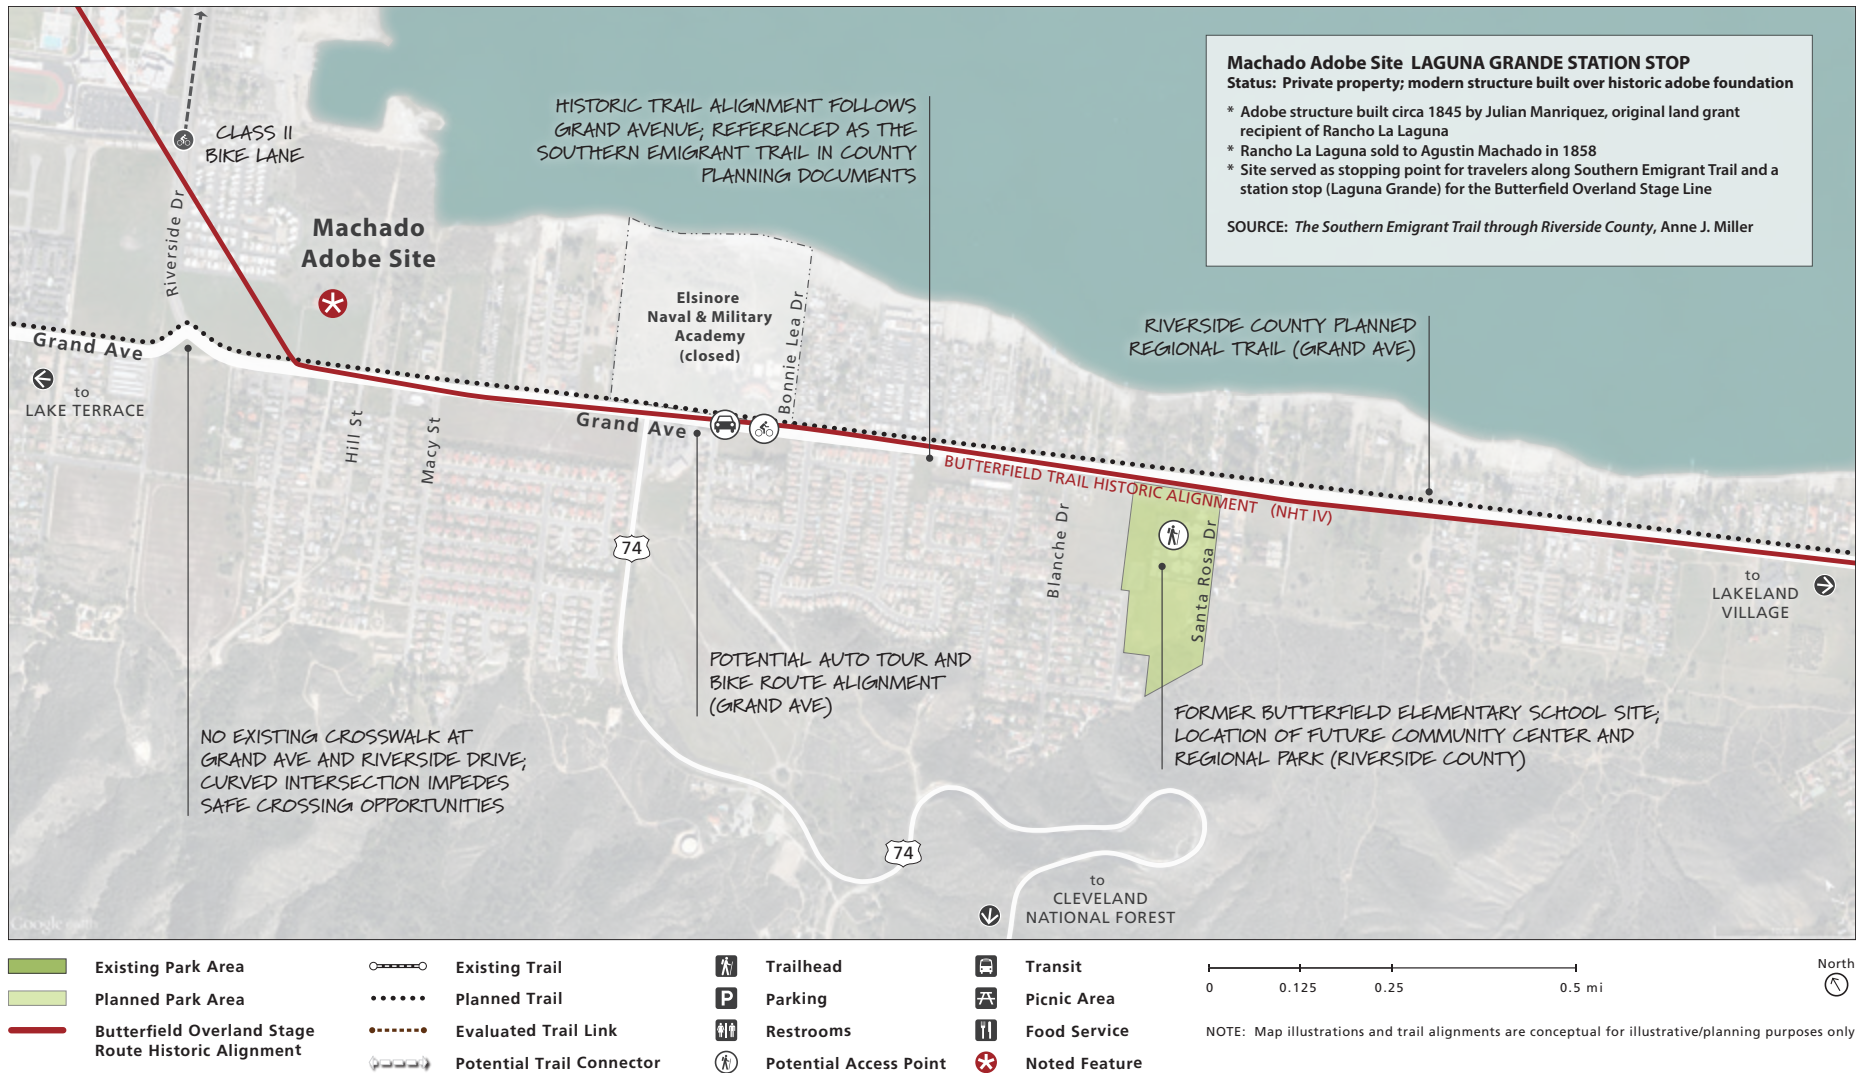 Machado Adobe Site LAGUNA GRANDE STATION STOP
Status: Private property; modern structure built over historic adobe foundation
* Adobe structure built circa 1845 by Julian Manriquez, original land grant
recipient of Rancho La Laguna
* Rancho La Laguna sold to Agustin Machado in 1858
* Site served as stopping point for travelers along Southern Emigrant Trail and a
station stop (Laguna Grande) for the Butterfield Overland Stage Line
SOURCE: The Southern Emigrant Trail through Riverside County, Anne J. Miller
HISTORIC TRAIL ALIGNMENT FOLLOWS
GRAND AVENUE; REFERENCED AS THE
SOUTHERN EMIGRANT TRAIL IN COUNTY
PLANNING DOCUMENTS
CLASS II
BIKE LANE
Riverside Dr
Machado
Adobe Site
Elsinore
Naval & Military
Academy
(closed)
Bonnie Lea Dr
RIVERSIDE COUNTY PLANNED
REGIONAL TRAIL (GRAND AVE)
Grand Ave
to
LAKE TERRACE
Hill St
Macy St
Grand Ave
BUTTERFIELD TRAIL HISTORIC ALIGNMENT (NHT IV)
74
Blanche Dr
Santa Rosa Dr
to
LAKELAND
VILLAGE
POTENTIAL AUTO TOUR AND
BIKE ROUTE ALIGNMENT
(GRAND AVE)
NO EXISTING CROSSWALK AT
GRAND AVE AND RIVERSIDE DRIVE;
CURVED INTERSECTION IMPEDES
SAFE CROSSING OPPORTUNITIES
FORMER BUTTERFIELD ELEMENTARY SCHOOL SITE;
LOCATION OF FUTURE COMMUNITY CENTER AND
REGIONAL PARK (RIVERSIDE COUNTY)
74
to
CLEVELAND
NATIONAL FOREST
Google
Existing Park Area
Planned Park Area
Butterfield Overland Stage
Route Historic Alignment
Existing Trail
Planned Trail
Evaluated Trail Link
Potential Trail Connector
Trailhead
P Parking
Restrooms
Potential Access Point
Transit
Picnic Area
Food Service
Noted Feature
0 0.125 0.25 0.5 mi
North
NOTE: Map illustrations and trail alignments are conceptual for illustrative/planning purposes only